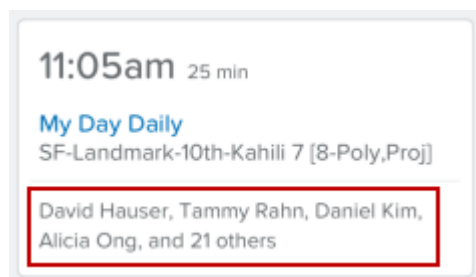 11:05am 25 min
My Day Daily
SF-Landmark-10th-Kahili 7 [8-Poly,Proj]
David Hauser, Tammy Rahn, Daniel Kim,
Alicia Ong, and 21 others